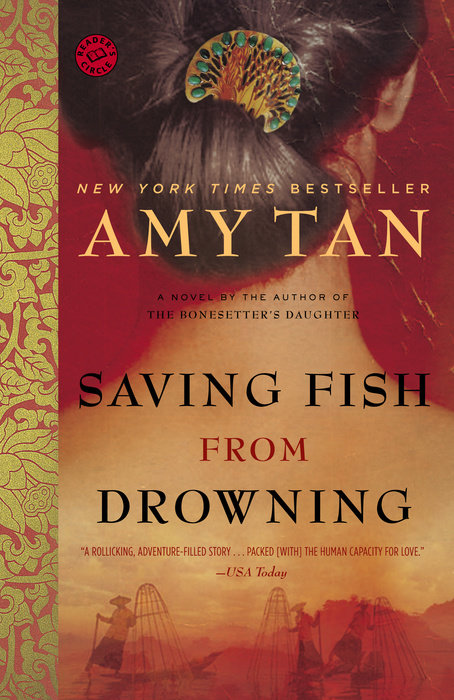 READER'S
CIRCLE
NEW YORK TIMES BESTSELLER
AMY TAN
A NOVEL BY THE AUTHOR OF
THE BONESETTER'S DAUGHTER
SAVING FISH
FROM
DROWNING
“A ROLLICKING, ADVENTURE-FILLED STORY . . . PACKED [WITH] THE HUMAN CAPACITY FOR LOVE.”
—USA Today